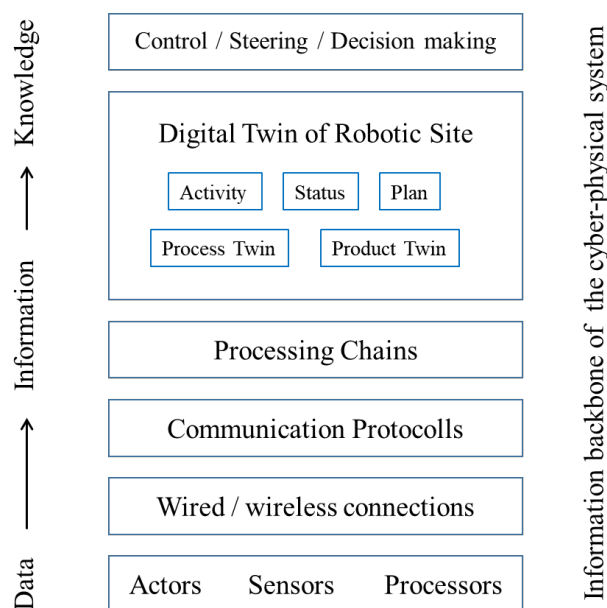 Control / Steering / Decision making
Digital Twin of Robotic Site
Activity
Status
Plan
Process Twin
Product Twin
Processing Chains
Communication Protocolls
Wired / wireless connections
Actors Sensors Processors
Data
Information
Knowledge
Information backbone of the cyber-physical system